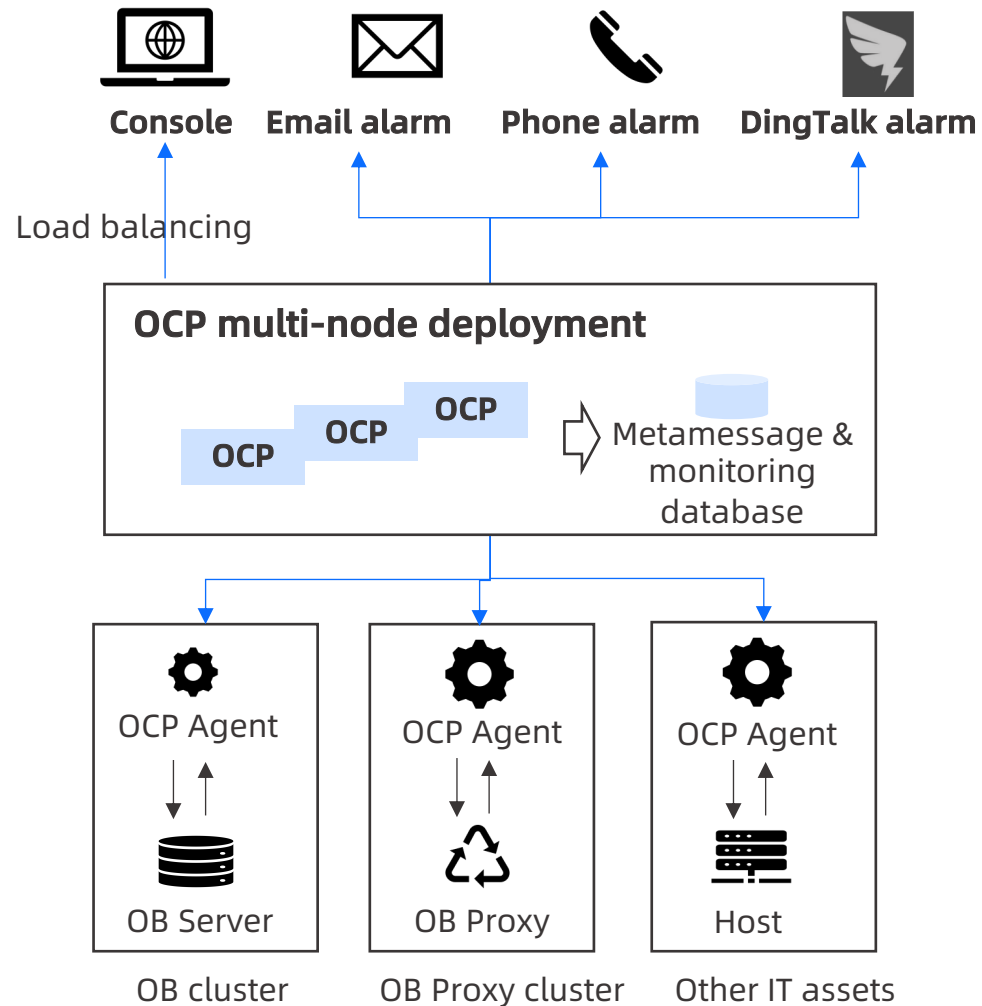 Console
Email alarm
Phone alarm
DingTalk alarm
Load balancing
OCP multi-node deployment
OCP
OCP
OCP
Metamessage &
monitoring
database
OCP Agent
OCP Agent
OCP Agent
OB Server
OB Proxy
Host
OB cluster
OB Proxy cluster
Other IT assets